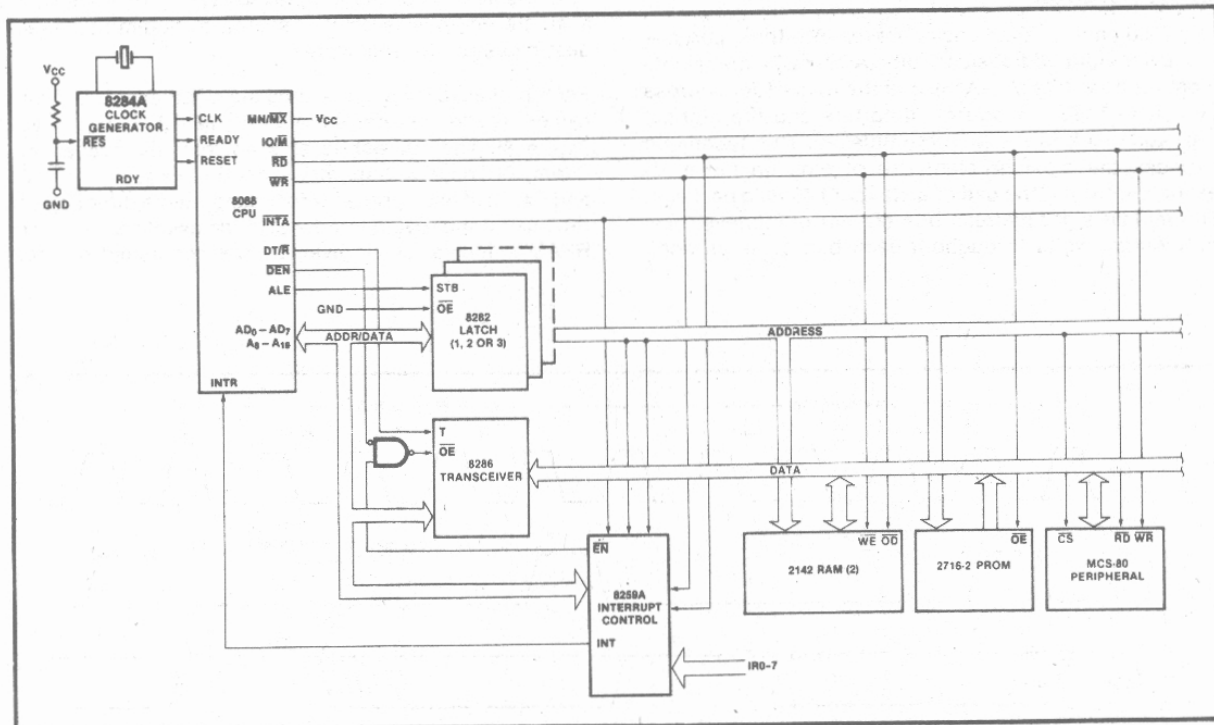 VCC
8284A
CLOCK
GENERATOR
RES
RDY
GND
CLK
READY
RESET
MN/MX
VCC
IO/M
RD
WR
8088
CPU
INTA
DT/R
DEN
ALE
AD0 – AD7
A8 – A19
INTR
GND
ADDR/DATA
STB
OE
8282
LATCH
(1, 2 OR 3)
ADDRESS
T
OE
8286
TRANSCEIVER
DATA
EN
8259A
INTERRUPT
CONTROL
INT
IR0-7
WE OD
2142 RAM (2)
OE
2716-2 PROM
CS RD WR
MCS-80
PERIPHERAL